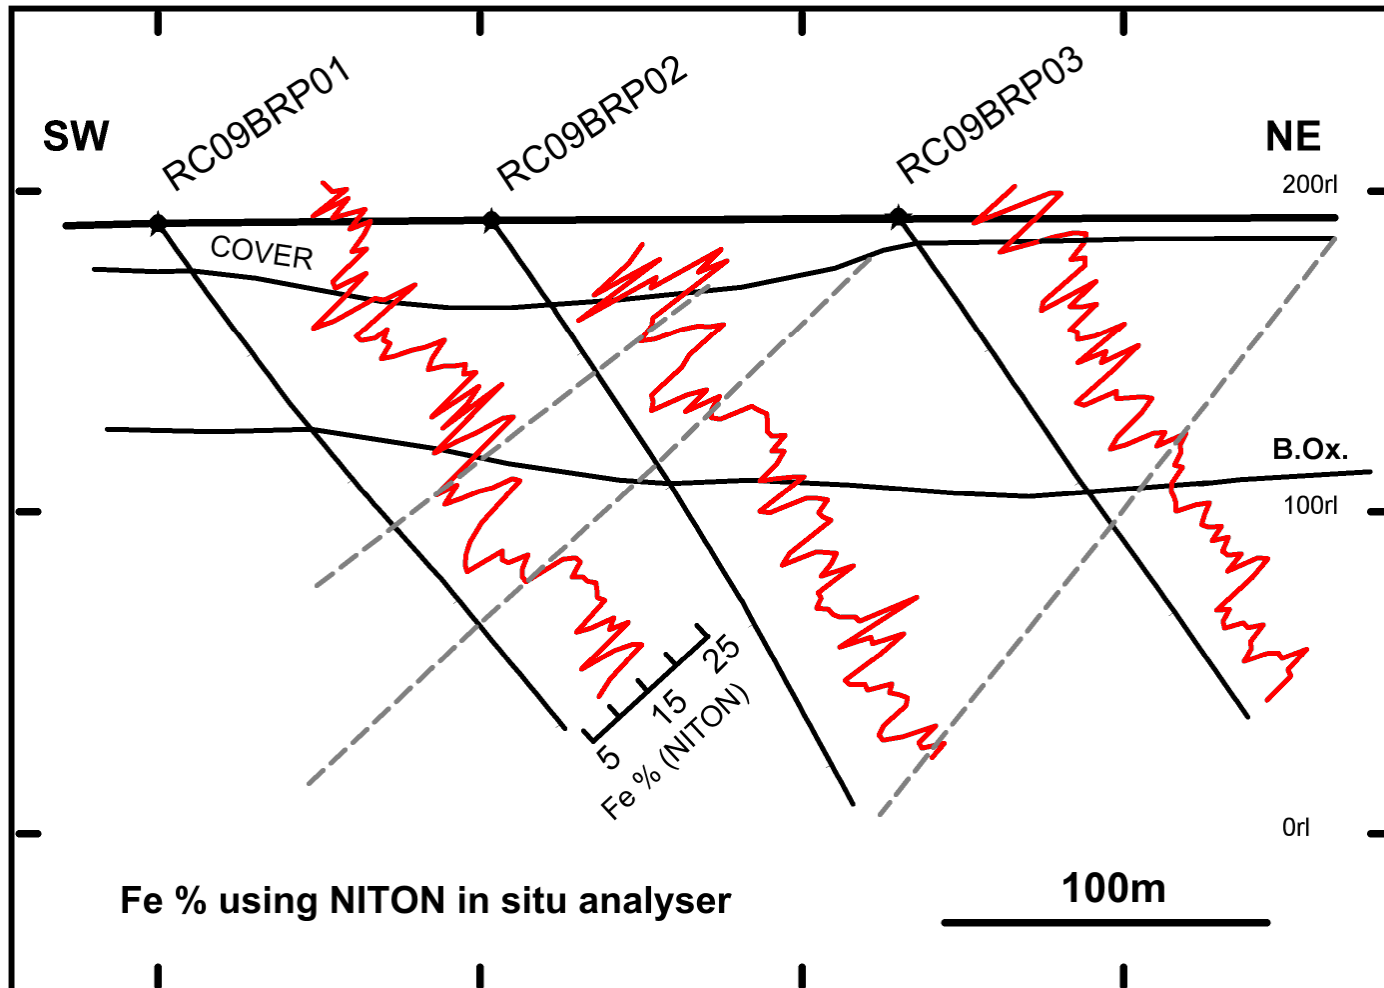 RC09BRP01
RC09BRP02
RC09BRP03
SW
NE
200rl
COVER
B.Ox.
100rl
5 15 25
Fe % (NITON)
0rl
Fe % using NITON in situ analyser
100m